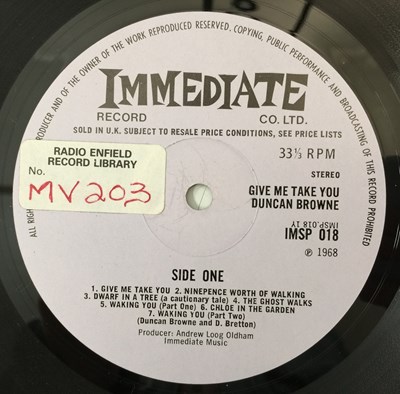 PRODUCER AND OF THE OWNER OF THE WORK REPRODUCED RESERVED. COPYING, PUBLIC PERFORMANCE AND BROADCASTING OF THIS RECORD PROHIBITED
ALL
IMMEDIATE
RECORD CO. LTD.
SOLD IN U.K. SUBJECT TO RESALE PRICE CONDITIONS, SEE PRICE LISTS
RADIO ENFIELD
RECORD LIBRARY
No.
MV203
33⅓ RPM
STEREO
GIVE ME TAKE YOU
DUNCAN BROWNE
IMSP.018 1Y
IMSP 018
℗ 1968
SIDE ONE
1. GIVE ME TAKE YOU 2. NINEPENCE WORTH OF WALKING
3. DWARF IN A TREE (a cautionary tale) 4. THE GHOST WALKS
5. WAKING YOU (Part One) 6. CHLOE IN THE GARDEN
7. WAKING YOU (Part Two)
(Duncan Browne and D. Bretton)
Producer: Andrew Loog Oldham
Immediate Music